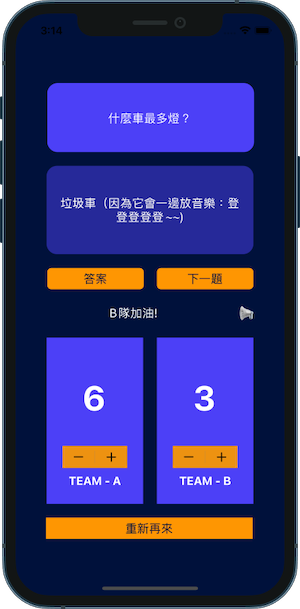 3:14
什麼車最多燈？
垃圾車（因為它會一邊放音樂：登
登登登登登~~)
答案
下一題
B 隊加油!
6
3
− +
− +
TEAM - A
TEAM - B
重新再來